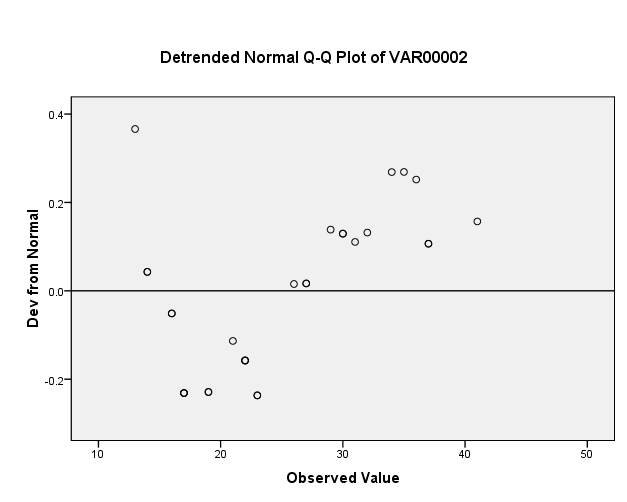 Detrended Normal Q-Q Plot of VAR00002
Dev from Normal
0.4
0.2
0.0
-0.2
10 20 30 40 50
Observed Value